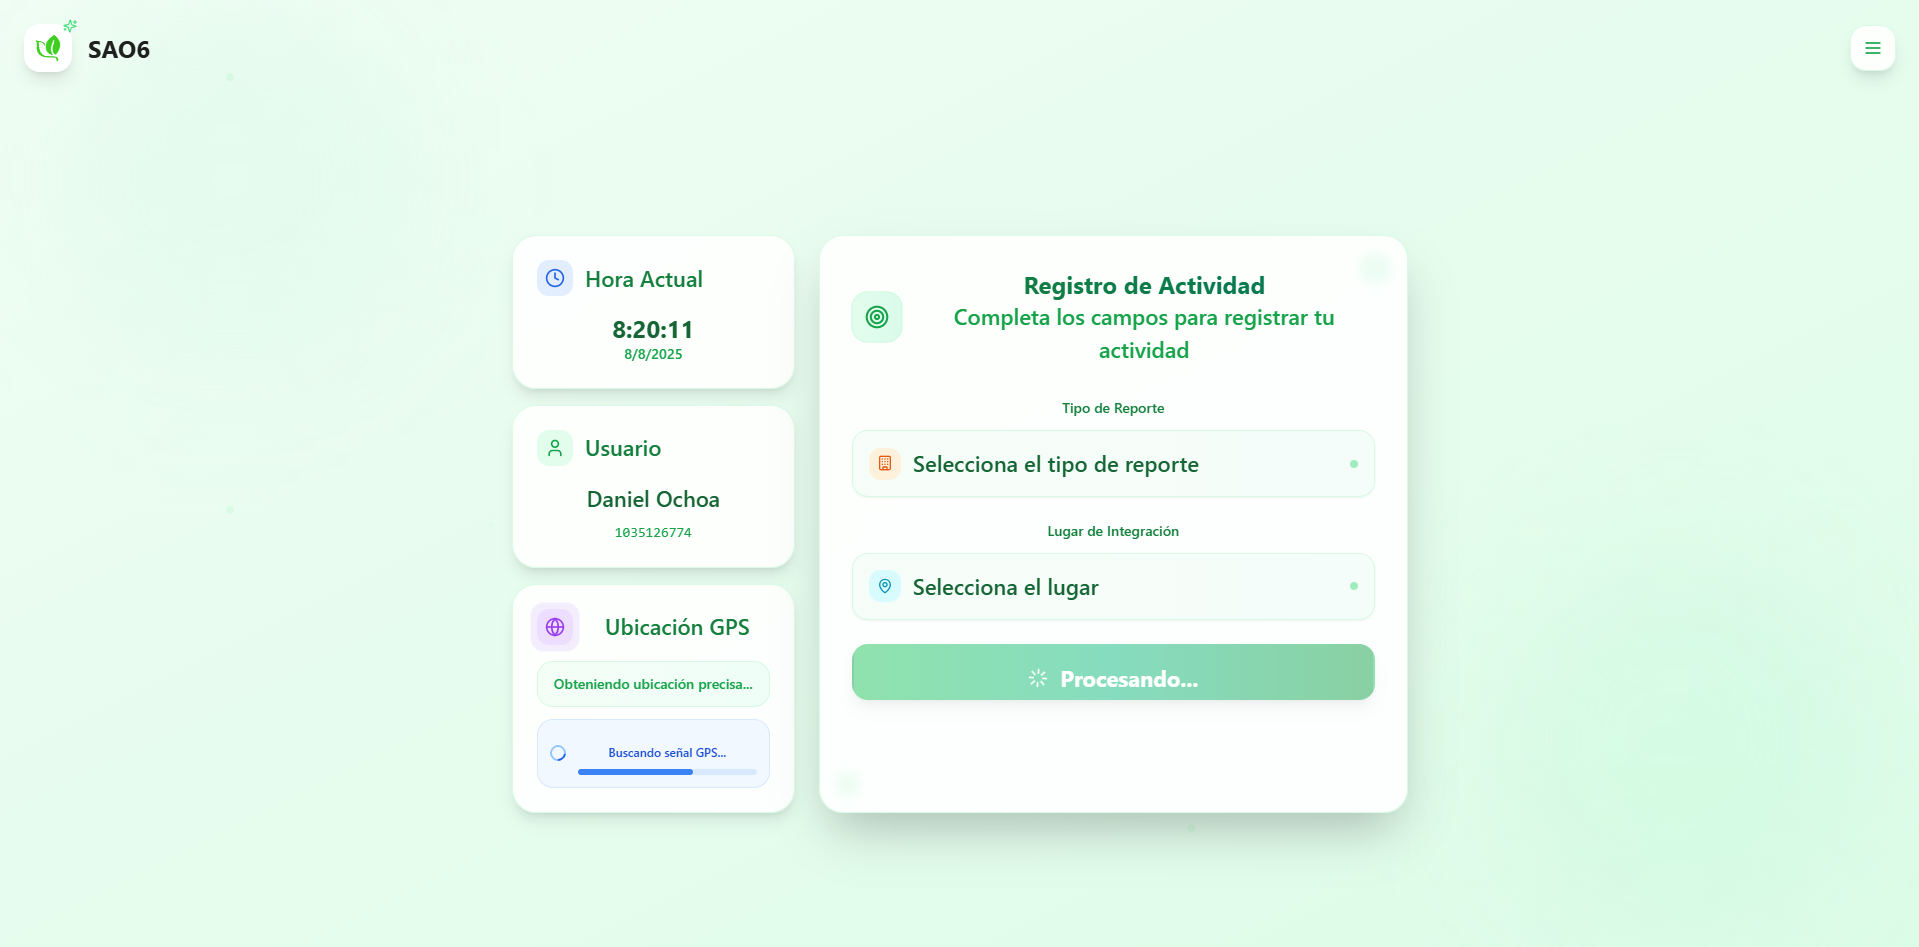 SAO6
Hora Actual
8:20:11
8/8/2025
Usuario
Daniel Ochoa
1035126774
Ubicación GPS
Obteniendo ubicación precisa...
Buscando señal GPS...
Registro de Actividad
Completa los campos para registrar tu
actividad
Tipo de Reporte
Selecciona el tipo de reporte
Lugar de Integración
Selecciona el lugar
Procesando...